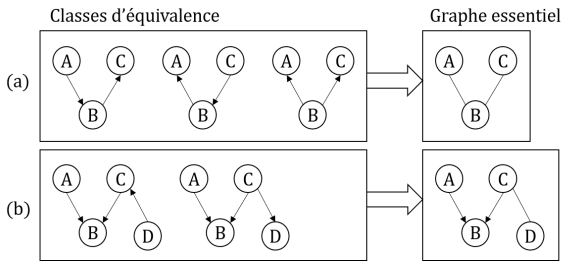 Classes d'équivalence Graphe essentiel
(a) A C A C A C A C
B B B B
(b) A C A C A C
B D B D B D